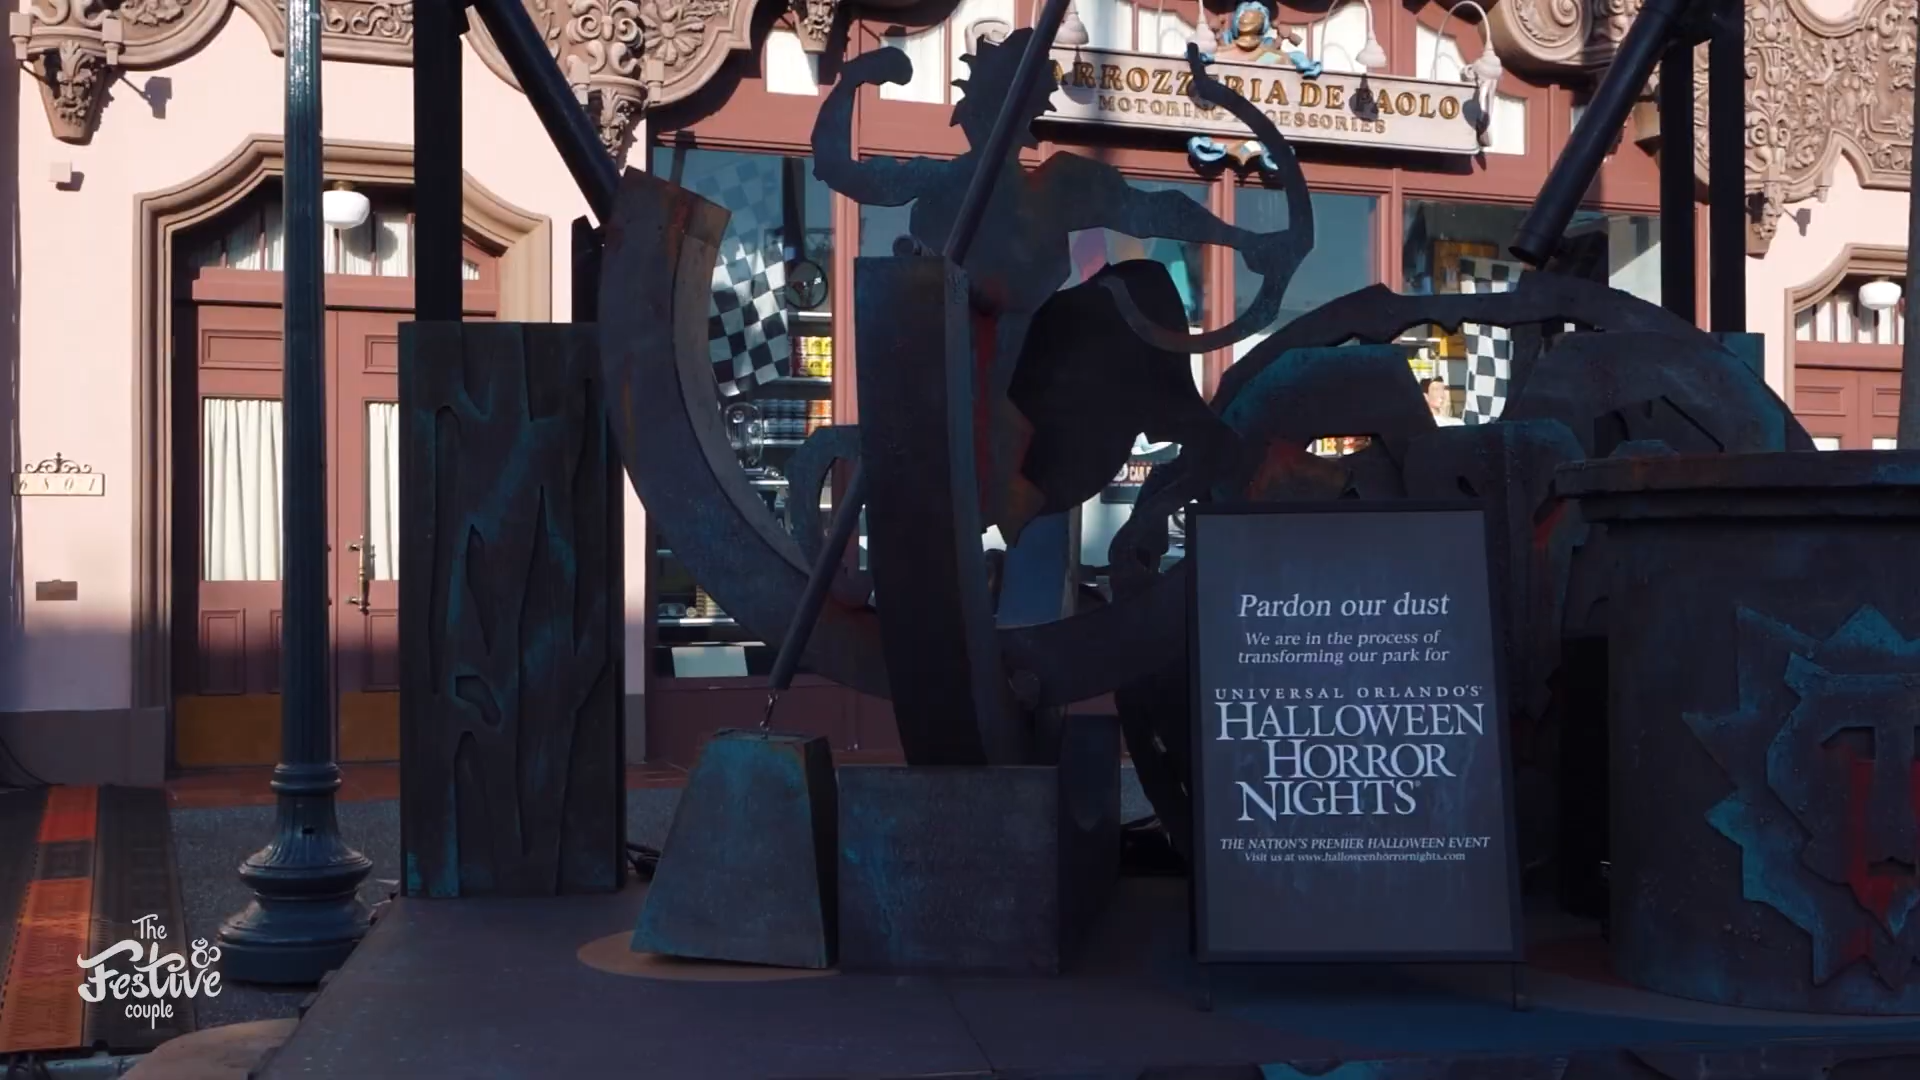 ARROZZERIA DE PAOLO
MOTORING ACCESSORIES
6801
Pardon our dust
We are in the process of
transforming our park for
UNIVERSAL ORLANDO'S
HALLOWEEN
HORROR
NIGHTS
THE NATION'S PREMIER HALLOWEEN EVENT
Visit us at www.halloweenhorrornights.com
The
Festive
&
couple